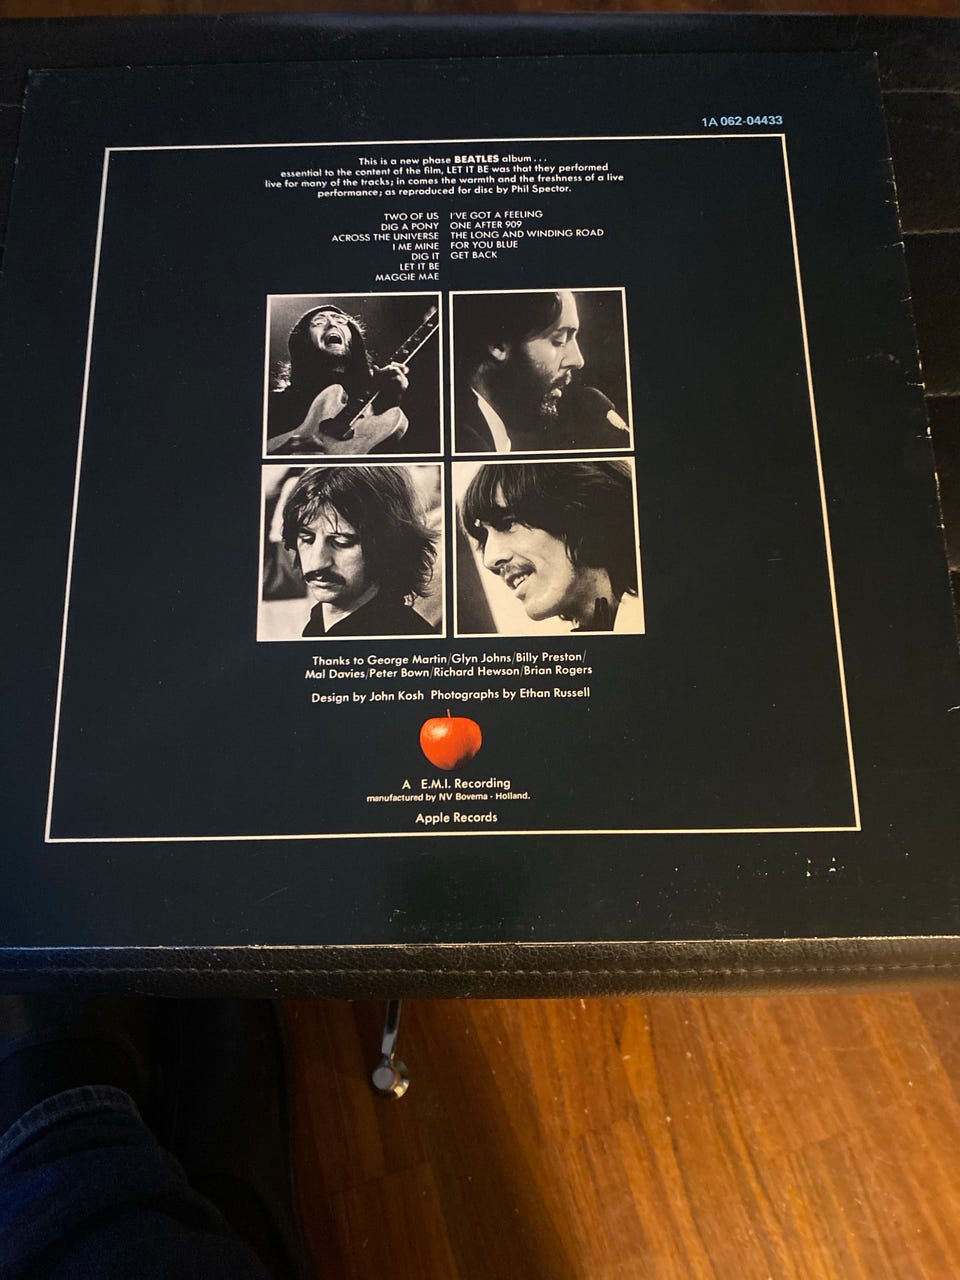 1A 062-04433
This is a new phase BEATLES album . . .
essential to the content of the film, LET IT BE was that they performed
live for many of the tracks; in comes the warmth and the freshness of a live
performance; as reproduced for disc by Phil Spector.
TWO OF US
DIG A PONY
ACROSS THE UNIVERSE
I ME MINE
DIG IT
LET IT BE
MAGGIE MAE
I'VE GOT A FEELING
ONE AFTER 909
THE LONG AND WINDING ROAD
FOR YOU BLUE
GET BACK
Thanks to George Martin/Glyn Johns/Billy Preston/
Mal Davies/Peter Bown/Richard Hewson/Brian Rogers
Design by John Kosh Photographs by Ethan Russell
A E.M.I. Recording
manufactured by NV Bovema - Holland.
Apple Records